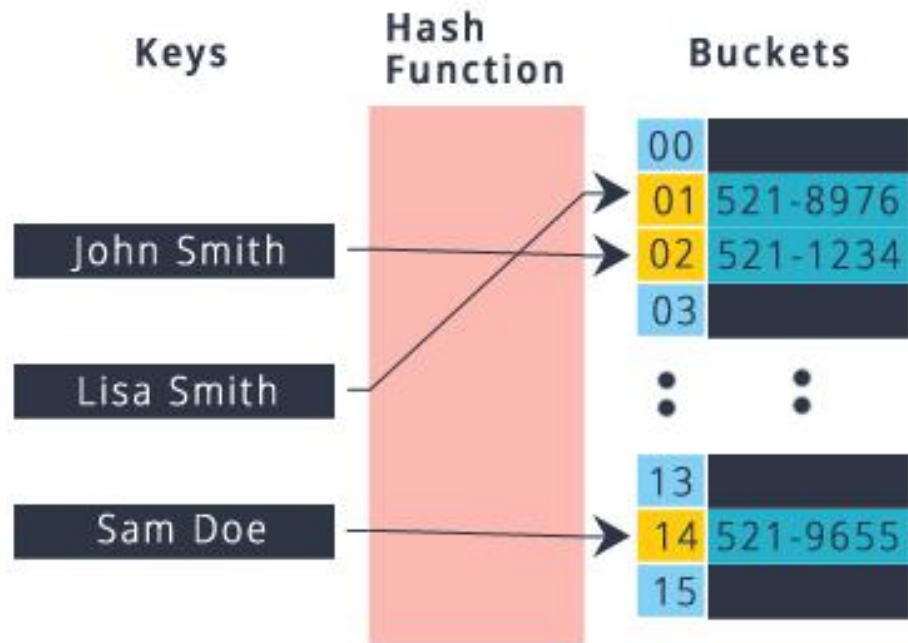 Keys
Hash
Function
Buckets
John Smith
Lisa Smith
Sam Doe
00
01 521-8976
02 521-1234
03
13
14 521-9655
15